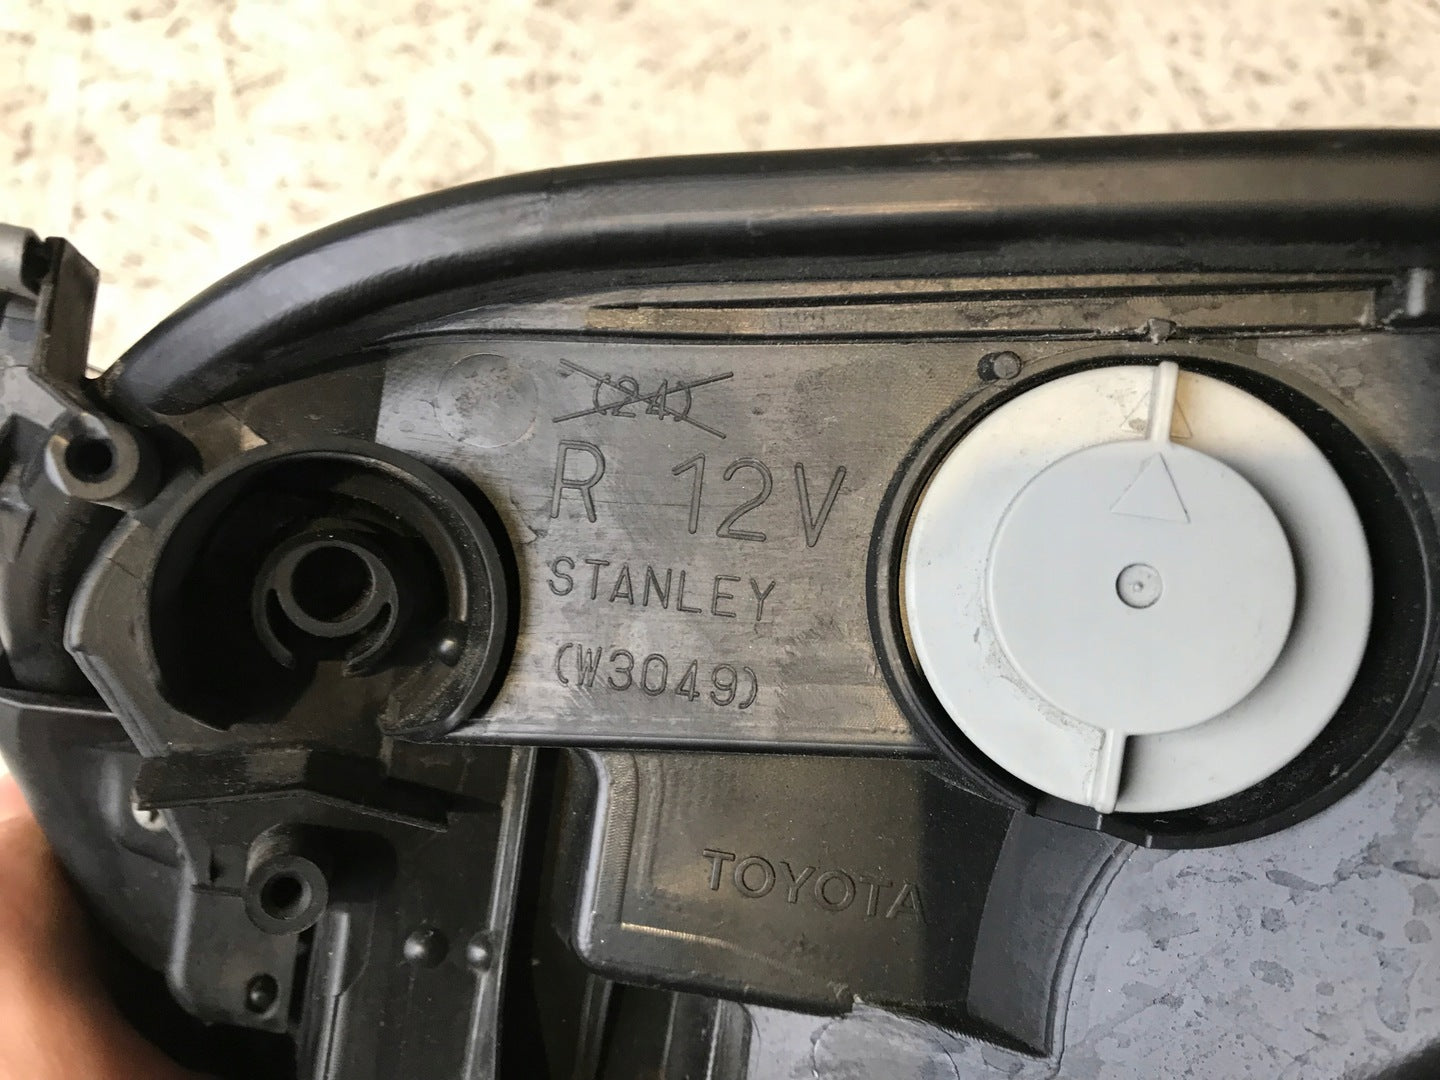 (24)
R 12V
STANLEY
(W3049)
TOYOTA